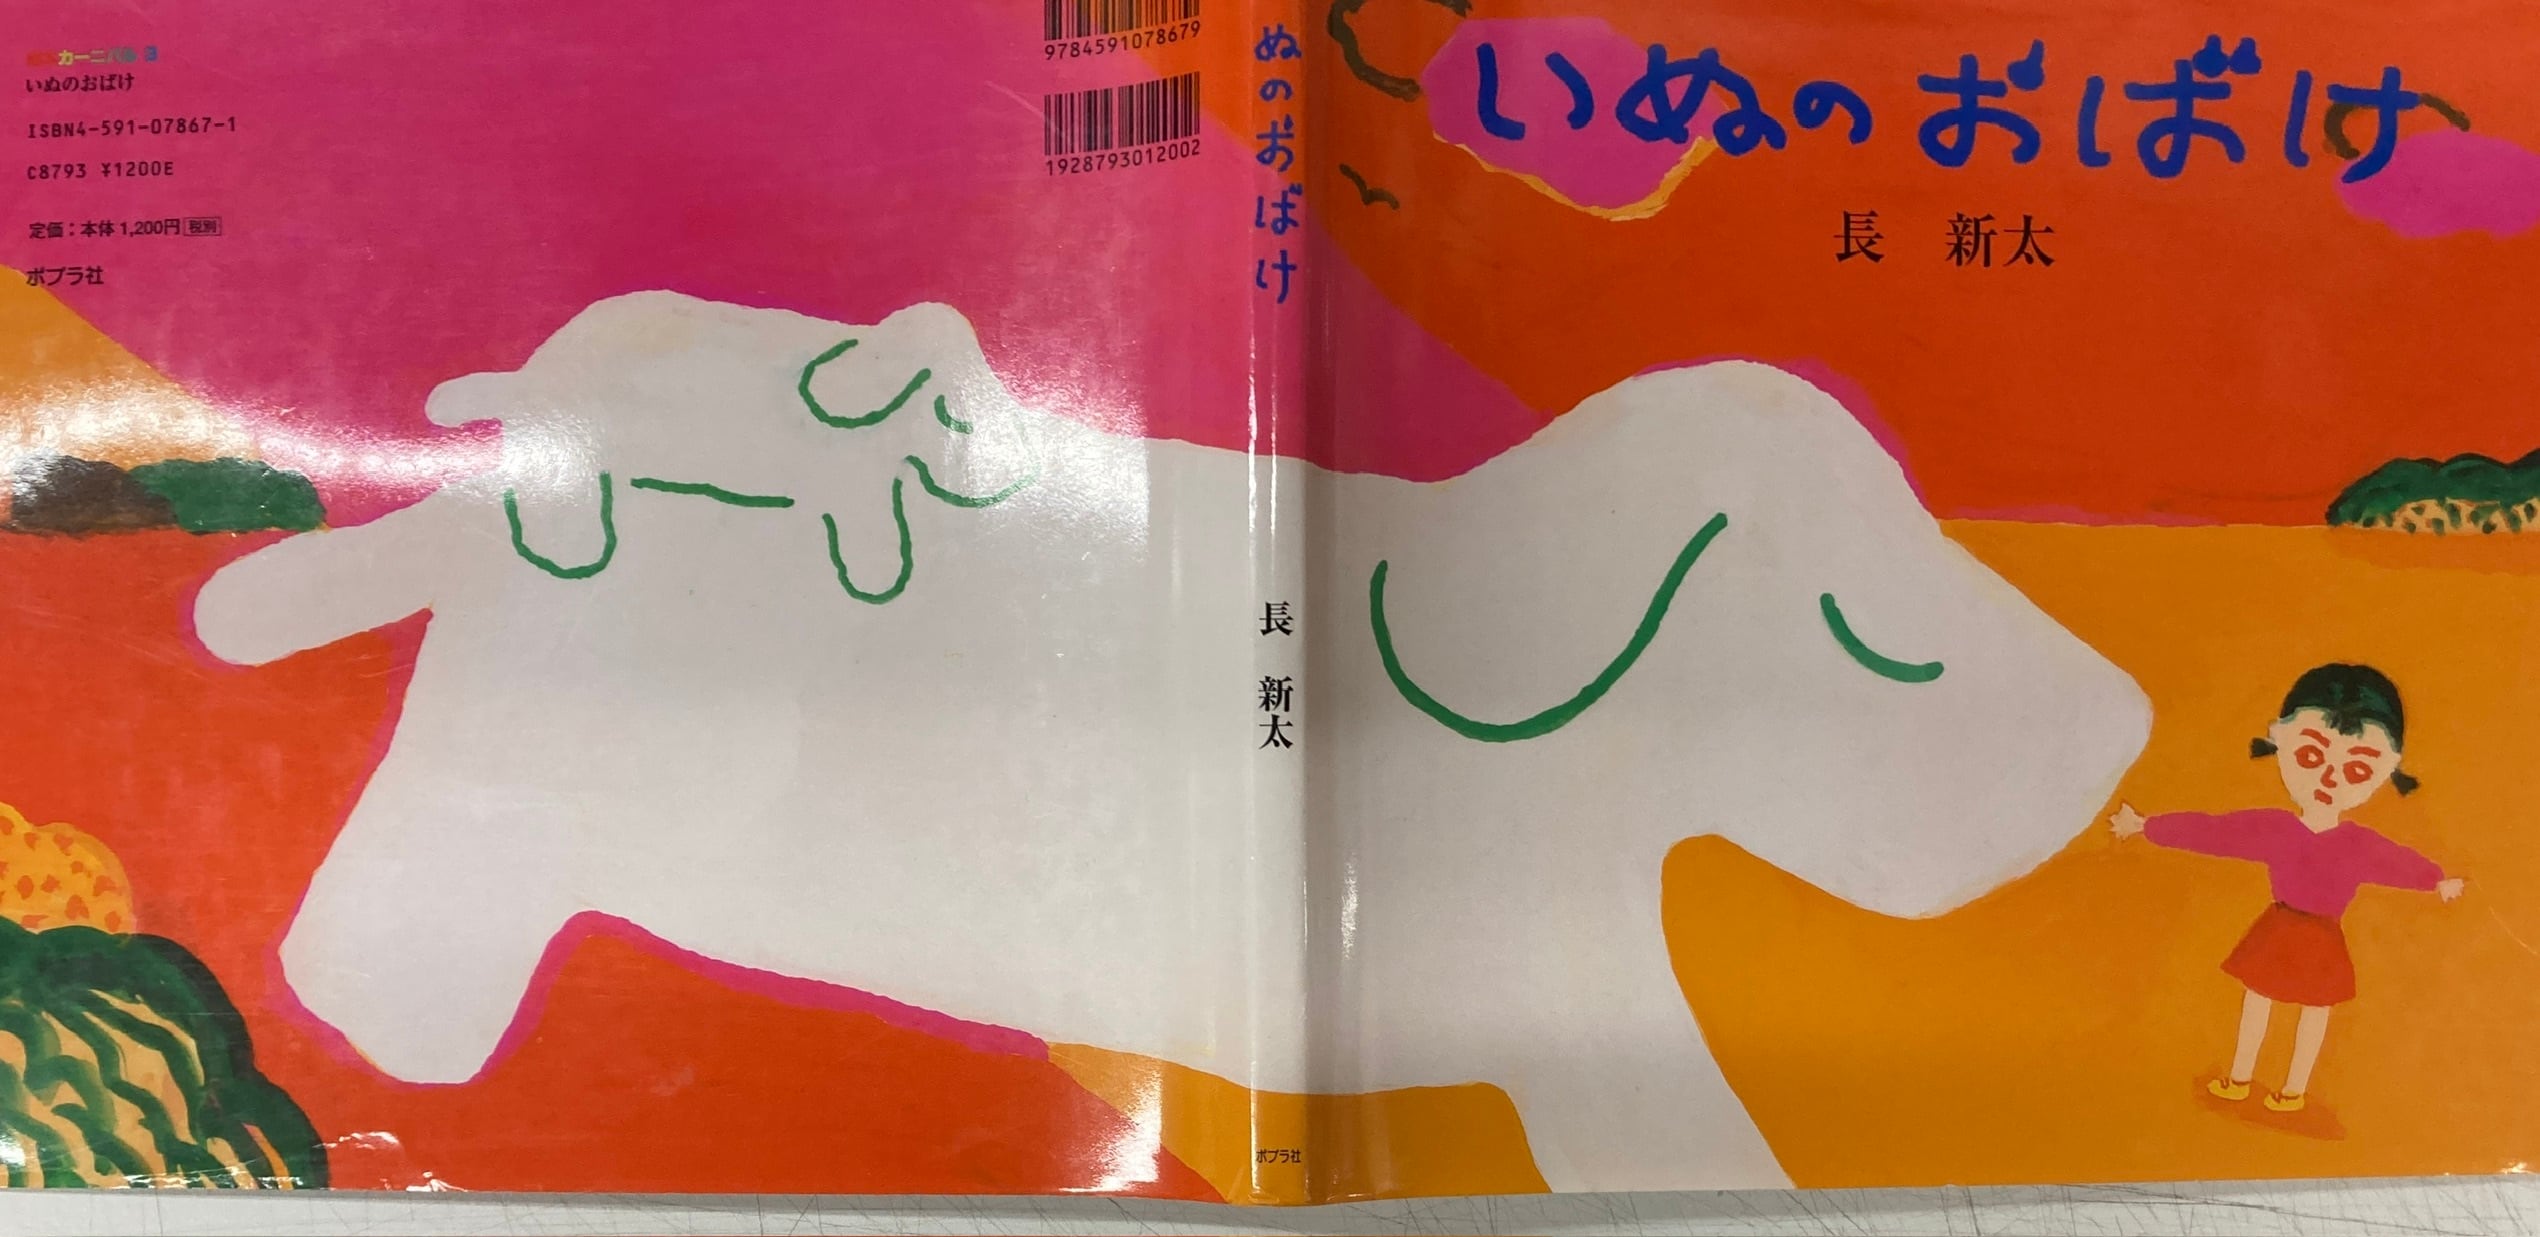 カーニバル 3
いぬのおばけ
ISBN4-591-07867-1
C8793 ¥1200E
定価：本体1,200円 税別
ポプラ社
9784591078679
1928793012002
ぬのおばけ
長 新太
ポプラ社
いぬのおばけ
長 新太